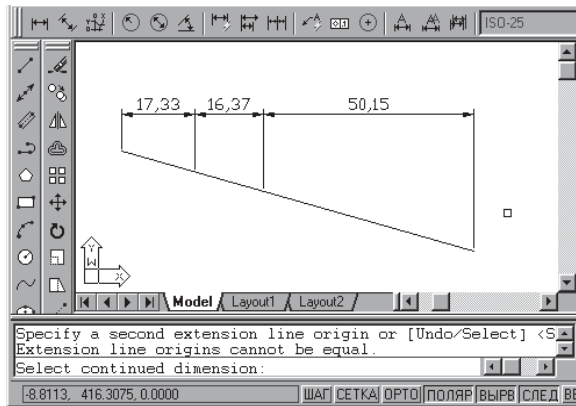 ISO-25
17,33 16,37 50,15
Y
W
X
Model Layout1 Layout2
Specify a second extension line origin or [Undo/Select] <S
Extension line origins cannot be equal.
Select continued dimension:
-8.8113, 416.3075, 0.0000 ШАГ СЕТКА ОРТО ПОЛЯР ВЫРВ СЛЕД